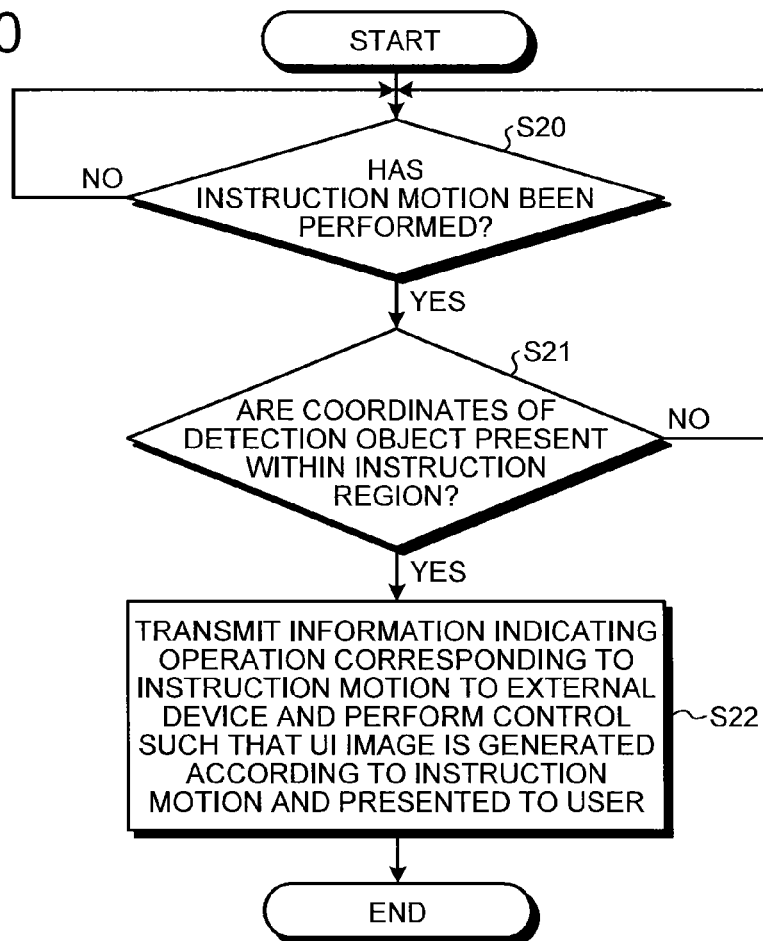 0
START
S20
HAS
INSTRUCTION MOTION BEEN
PERFORMED?
NO
YES
S21
ARE COORDINATES OF
DETECTION OBJECT PRESENT
WITHIN INSTRUCTION
REGION?
NO
YES
TRANSMIT INFORMATION INDICATING
OPERATION CORRESPONDING TO
INSTRUCTION MOTION TO EXTERNAL
DEVICE AND PERFORM CONTROL
SUCH THAT UI IMAGE IS GENERATED
ACCORDING TO INSTRUCTION
MOTION AND PRESENTED TO USER
S22
END